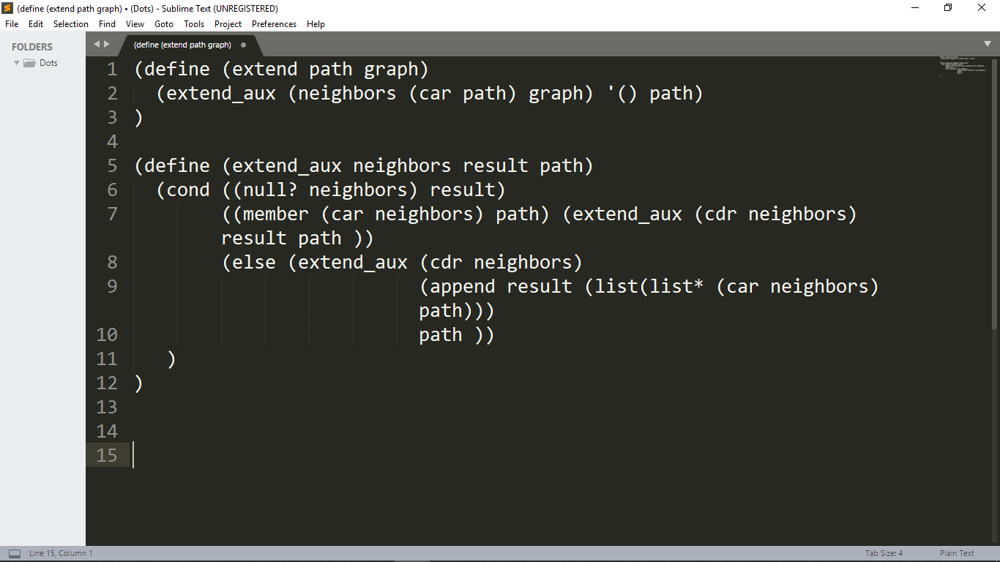 (define (extend path graph) • (Dots) - Sublime Text (UNREGISTERED)
File Edit Selection Find View Goto Tools Project Preferences Help
FOLDERS
Dots
(define (extend path graph)
1 (define (extend path graph)
2 (extend_aux (neighbors (car path) graph) '() path)
3 )
4
5 (define (extend_aux neighbors result path)
6 (cond ((null? neighbors) result)
7 ((member (car neighbors) path) (extend_aux (cdr neighbors)
result path ))
8 (else (extend_aux (cdr neighbors)
9 (append result (list(list* (car neighbors)
path)))
10 path ))
11 )
12 )
13
14
15
Line 15, Column 1 Tab Size: 4 Plain Text